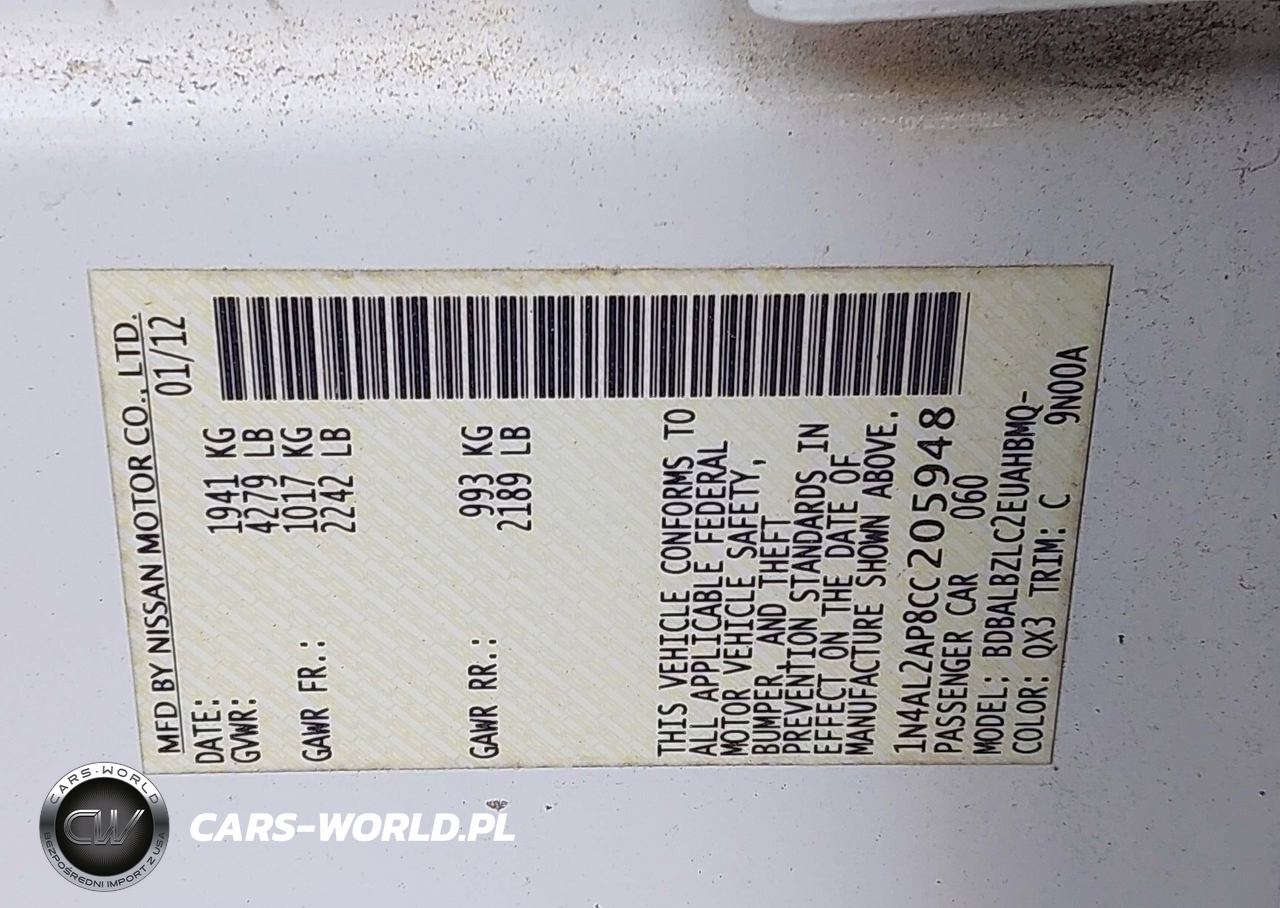 MFD BY NISSAN MOTOR CO., LTD.
DATE: 01/12
GVWR: 1941 KG
4279 LB
GAWR FR.: 1017 KG
2242 LB
GAWR RR.: 993 KG
2189 LB
THIS VEHICLE CONFORMS TO
ALL APPLICABLE FEDERAL
MOTOR VEHICLE SAFETY,
BUMPER, AND THEFT
PREVENTION STANDARDS IN
EFFECT ON THE DATE OF
MANUFACTURE SHOWN ABOVE.
1N4AL2AP8CC205948
PASSENGER CAR 060
MODEL: BDBALBZLC2EUAHBMQ-
COLOR: QX3 TRIM: C 9N00A
CARS-WORLD
CW
BEZPOŚREDNI IMPORT Z USA
CARS-WORLD.PL